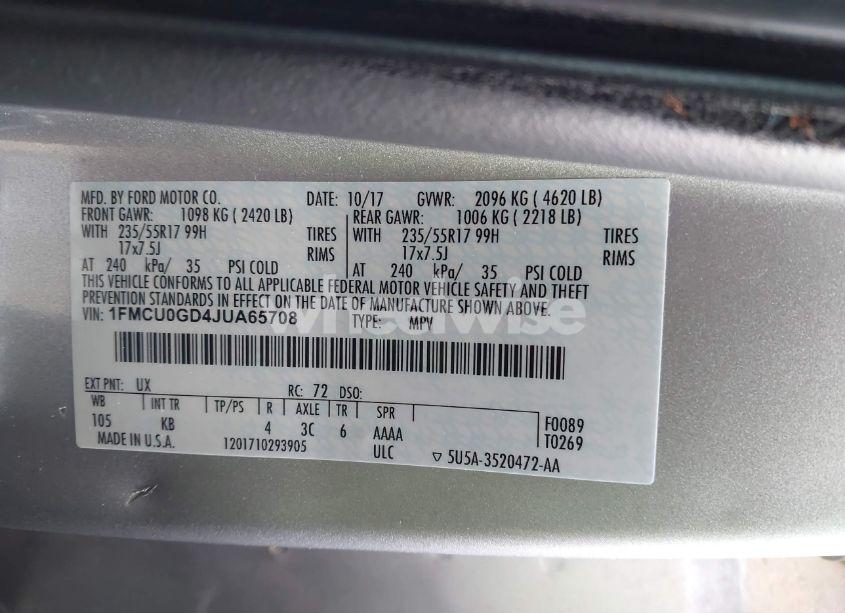 MFD. BY FORD MOTOR CO. DATE: 10/17 GVWR: 2096 KG ( 4620 LB)
FRONT GAWR: 1098 KG ( 2420 LB) REAR GAWR: 1006 KG ( 2218 LB)
WITH 235/55R17 99H TIRES WITH 235/55R17 99H TIRES
17x7.5J RIMS 17x7.5J RIMS
AT 240 kPa/ 35 PSI COLD AT 240 kPa/ 35 PSI COLD
THIS VEHICLE CONFORMS TO ALL APPLICABLE FEDERAL MOTOR VEHICLE SAFETY AND THEFT
PREVENTION STANDARDS IN EFFECT ON THE DATE OF MANUFACTURE SHOWN ABOVE.
VIN: 1FMCU0GD4JUA65708 TYPE: MPV
wheelwise
EXT PNT: UX RC: 72 DSO:
WB INT TR TP/PS R AXLE TR SPR
105 KB 4 3C 6 AAAA
ULC
F0089
T0269
MADE IN U.S.A. 1201710293905
▽ 5U5A-3520472-AA